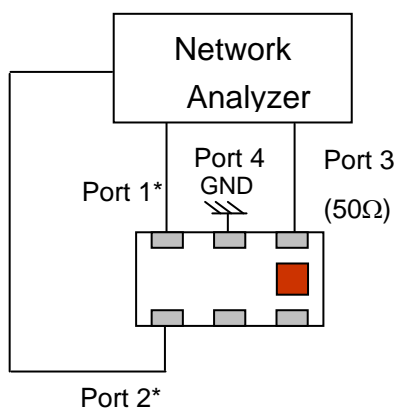 Network
Analyzer
Port 4
Port 3
Port 1*
GND
(50Ω)
Port 2*